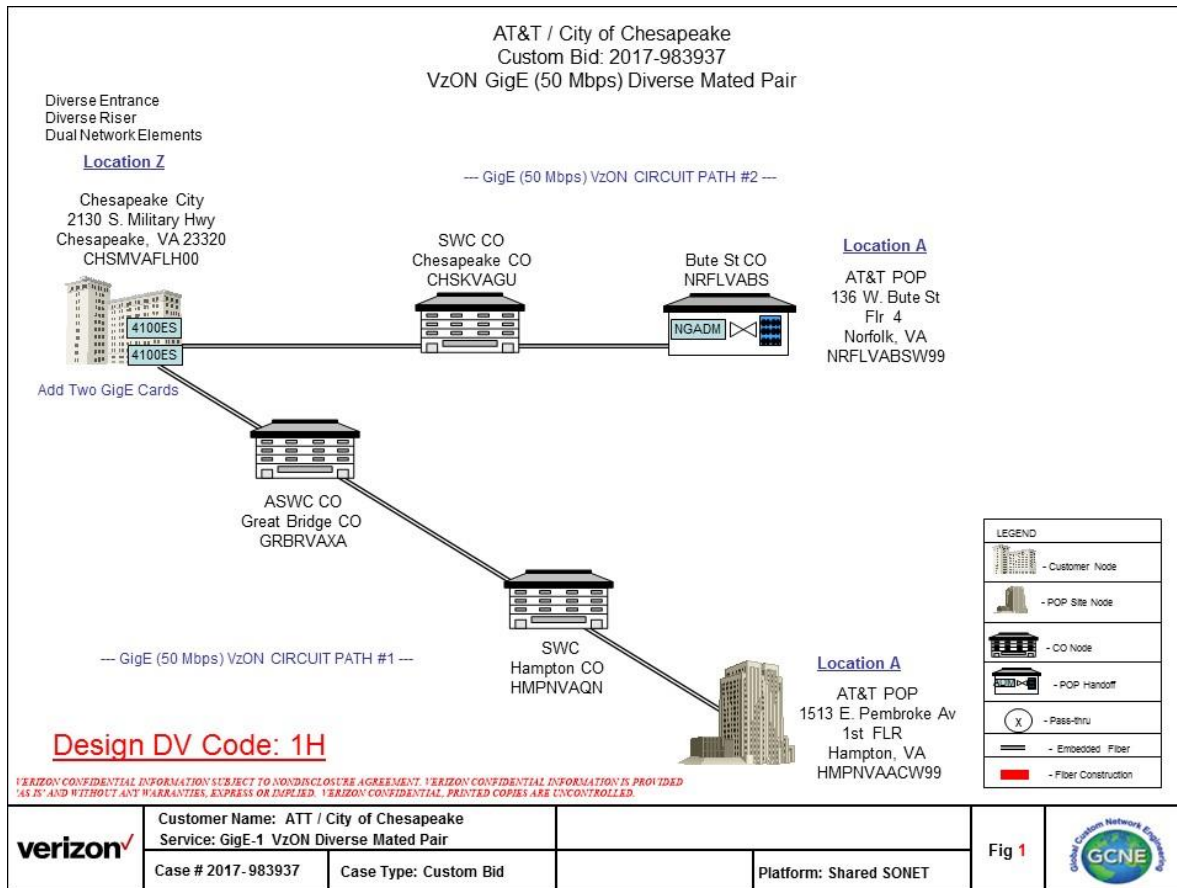 AT&T / City of Chesapeake
Custom Bid: 2017-983937
VzON GigE (50 Mbps) Diverse Mated Pair
Diverse Entrance
Diverse Riser
Dual Network Elements
Location Z
Chesapeake City
2130 S. Military Hwy
Chesapeake, VA 23320
CHSMVAFLH00
--- GigE (50 Mbps) VzON CIRCUIT PATH #2 ---
SWC CO
Chesapeake CO
CHSKVAGU
Bute St CO
NRFLVABS
Location A
AT&T POP
136 W. Bute St
Flr 4
Norfolk, VA
NRFLVABSW99
4100ES
4100ES
NGADM
Add Two GigE Cards
ASWC CO
Great Bridge CO
GRBRVAXA
SWC
Hampton CO
HMPNVAQN
--- GigE (50 Mbps) VzON CIRCUIT PATH #1 ---
Location A
AT&T POP
1513 E. Pembroke Av
1st FLR
Hampton, VA
HMPNVAACW99
LEGEND
- Customer Node
- POP Site Node
- CO Node
ADM
- POP Handoff
X
- Pass-thru
- Embedded Fiber
- Fiber Construction
Design DV Code: 1H
VERIZON CONFIDENTIAL INFORMATION SUBJECT TO NONDISCLOSURE AGREEMENT. VERIZON CONFIDENTIAL INFORMATION IS PROVIDED
'AS IS' AND WITHOUT ANY WARRANTIES, EXPRESS OR IMPLIED. VERIZON CONFIDENTIAL, PRINTED COPIES ARE UNCONTROLLED.
verizon
Customer Name: ATT / City of Chesapeake
Service: GigE-1 VzON Diverse Mated Pair
Case # 2017-983937
Case Type: Custom Bid
Platform: Shared SONET
Fig 1
Global Custom Network Engineering
GCNE